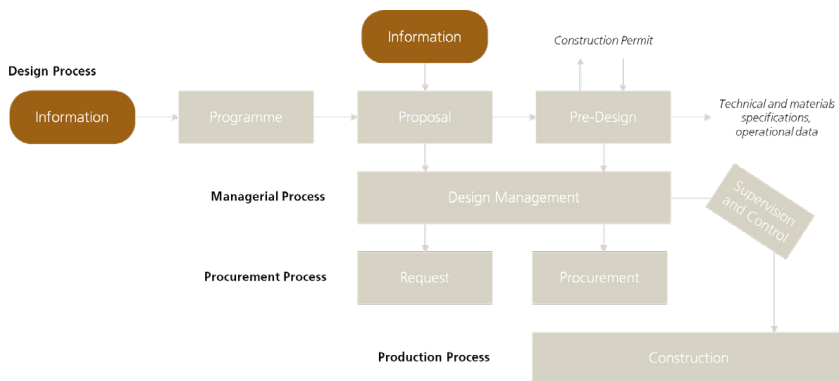 Information
Construction Permit
Design Process
Information
Programme
Proposal
Pre-Design
Technical and materials
specifications,
operational data
Managerial Process
Design Management
Supervision
and Control
Procurement Process
Request
Procurement
Production Process
Construction